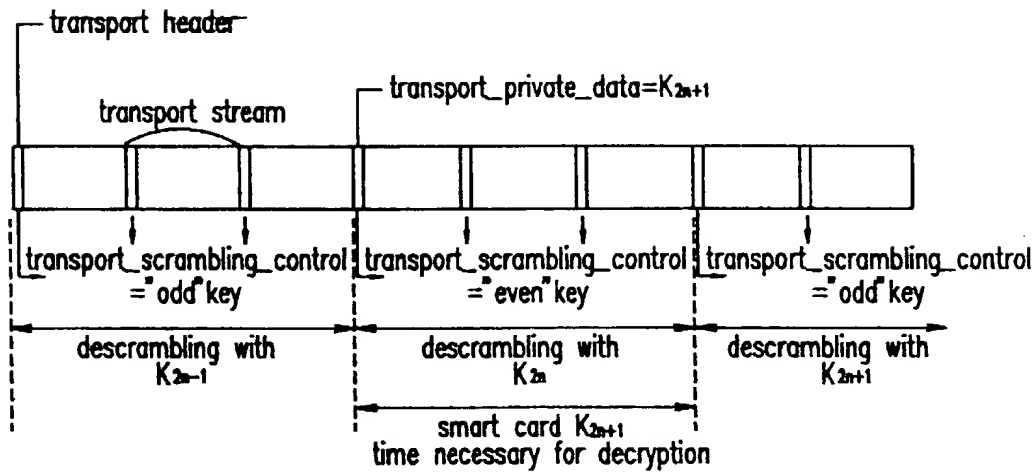 transport header
transport_private_data=K2n+1
transport stream
transport_scrambling_control
="odd"key
transport_scrambling_control
="even"key
transport_scrambling_control
="odd"key
descrambling with
K2n-1
descrambling with
K2n
descrambling with
K2n+1
smart card K2n+1
time necessary for decryption